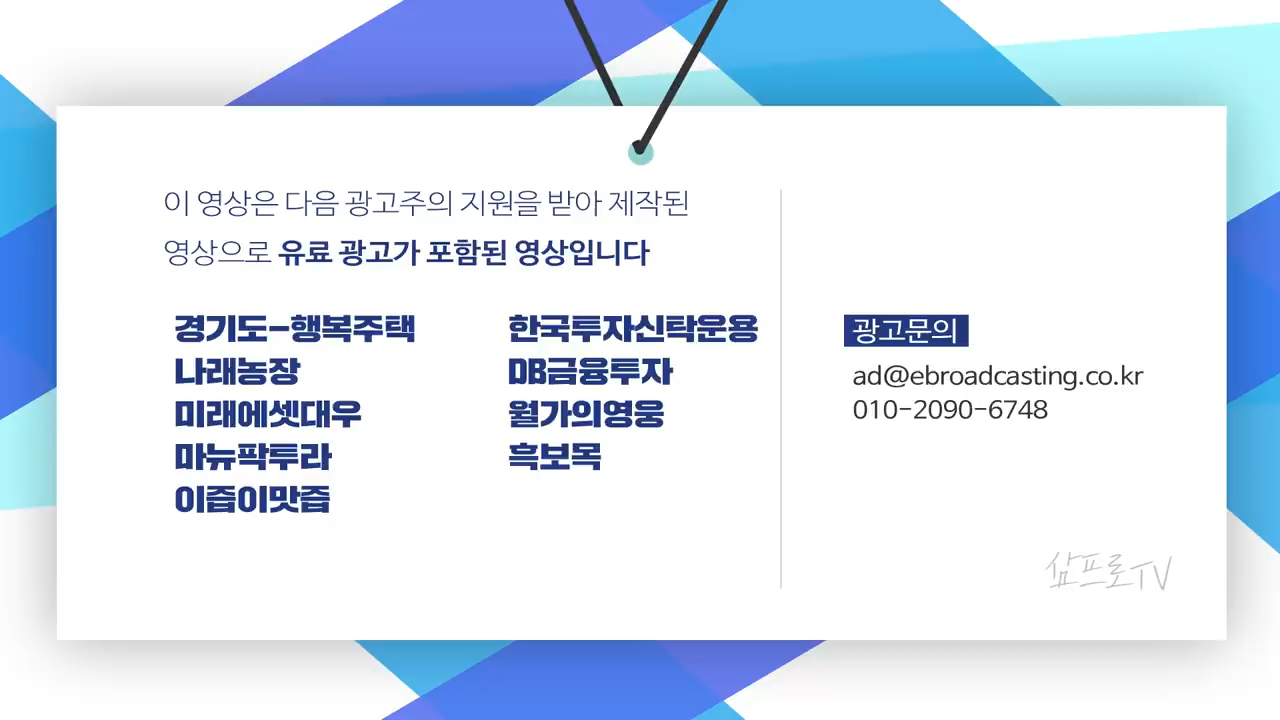 이 영상은 다음 광고주의 지원을 받아 제작된
영상으로 유료 광고가 포함된 영상입니다
경기도-행복주택
나래농장
미래에셋대우
마뉴팍투라
이즙이맛즙
한국투자신탁운용
DB금융투자
월가의영웅
흑보목
광고문의
ad@ebroadcasting.co.kr
010-2090-6748
삼프로TV